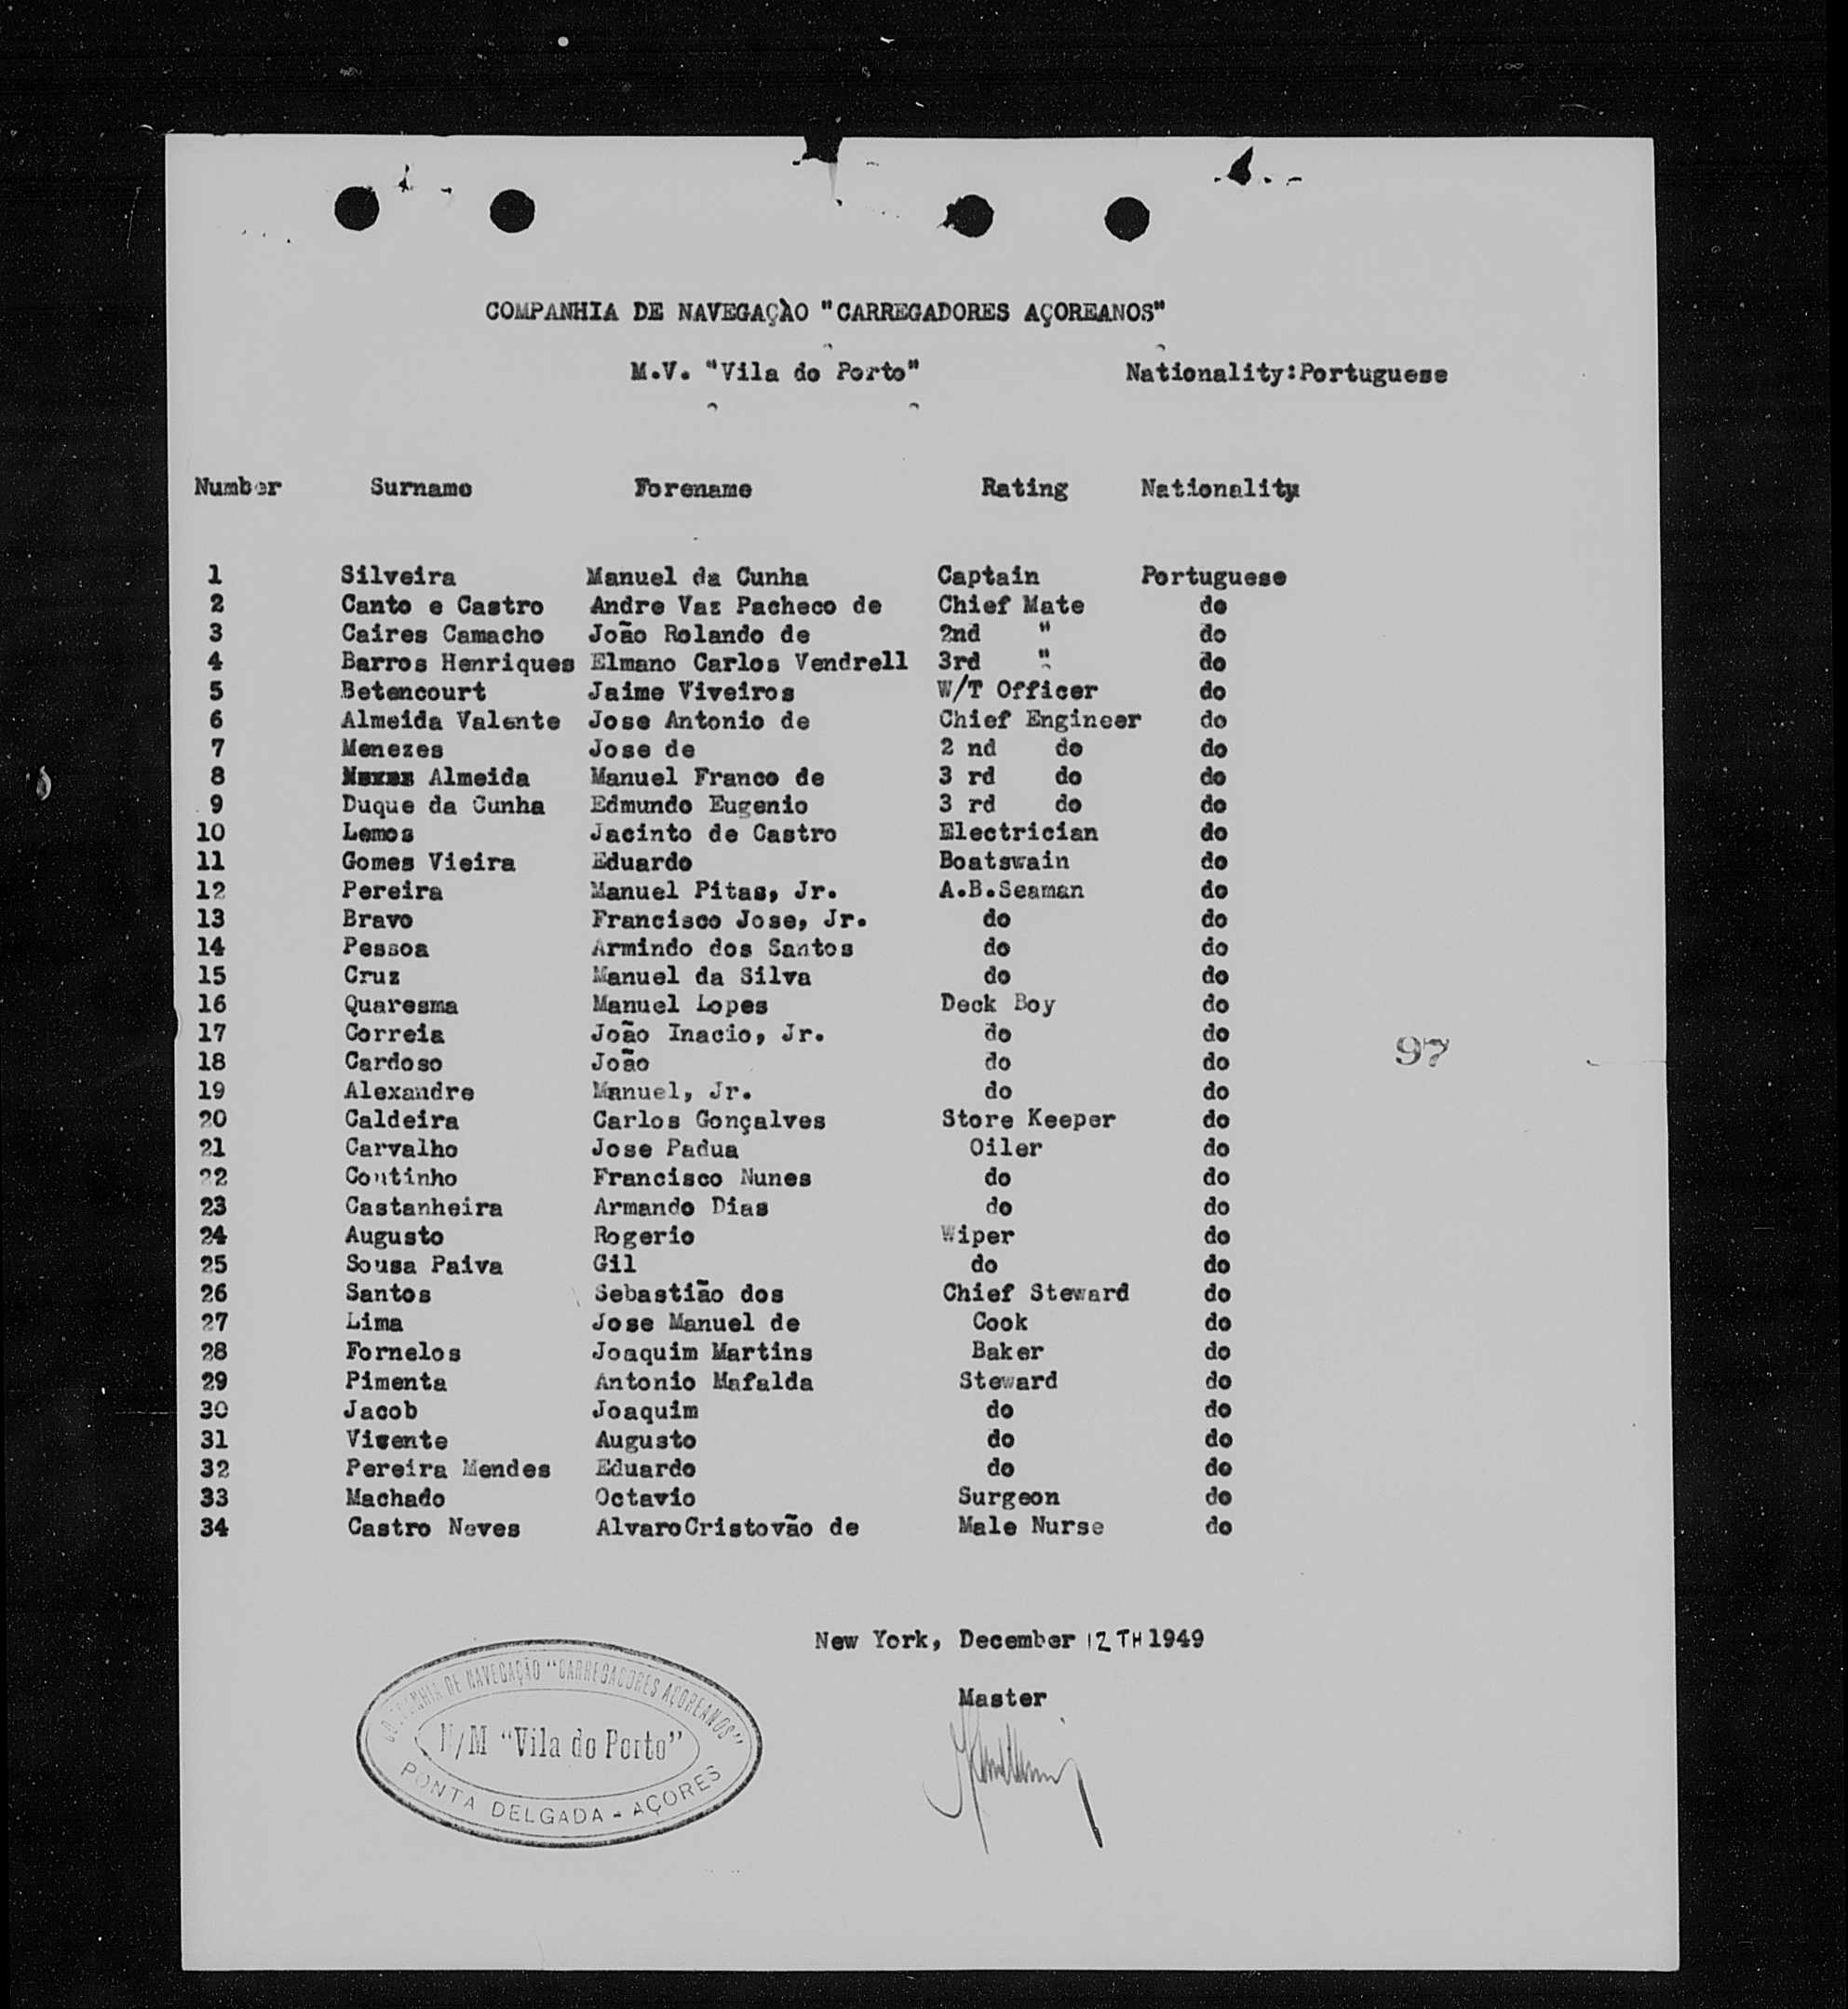 COMPANHIA DE NAVEGAÇÀO "CARREGADORES AÇOREANOS"
M.V. "Vila do Porto" Nationality:Portuguese
Number Surname Forename Rating Nationality
1 Silveira Manuel da Cunha Captain Portuguese
2 Canto e Castro Andre Vaz Pacheco de Chief Mate do
3 Caires Camacho João Rolando de 2nd " do
4 Barros Henriques Elmano Carlos Vendrell 3rd " do
5 Betencourt Jaime Viveiros W/T Officer do
6 Almeida Valente Jose Antonio de Chief Engineer do
7 Menezes Jose de 2 nd do do
8 Almeida Manuel Franco de 3 rd do do
9 Duque da Cunha Edmundo Eugenio 3 rd do do
10 Lemos Jacinto de Castro Electrician do
11 Gomes Vieira Eduardo Boatswain do
12 Pereira Manuel Pitas, Jr. A.B.Seaman do
13 Bravo Francisco Jose, Jr. do do
14 Pessoa Armindo dos Santos do do
15 Cruz Manuel da Silva do do
16 Quaresma Manuel Lopes Deck Boy do
17 Correia João Inacio, Jr. do do
18 Cardoso João do do
19 Alexandre Manuel, Jr. do do
20 Caldeira Carlos Gonçalves Store Keeper do
21 Carvalho Jose Padua Oiler do
22 Coutinho Francisco Nunes do do
23 Castanheira Armando Dias do do
24 Augusto Rogerio Wiper do
25 Sousa Paiva Gil do do
26 Santos Sebastião dos Chief Steward do
27 Lima Jose Manuel de Cook do
28 Fornelos Joaquim Martins Baker do
29 Pimenta Antonio Mafalda Steward do
30 Jacob Joaquim do do
31 Vicente Augusto do do
32 Pereira Mendes Eduardo do do
33 Machado Octavio Surgeon do
34 Castro Neves AlvaroCristovão de Male Nurse do
97
New York, December 12TH 1949
Master
COMPANHIA DE NAVEGAÇÃO "CARREGADORES AÇOREANOS"
N/M "Vila do Porto"
PONTA DELGADA - AÇORES